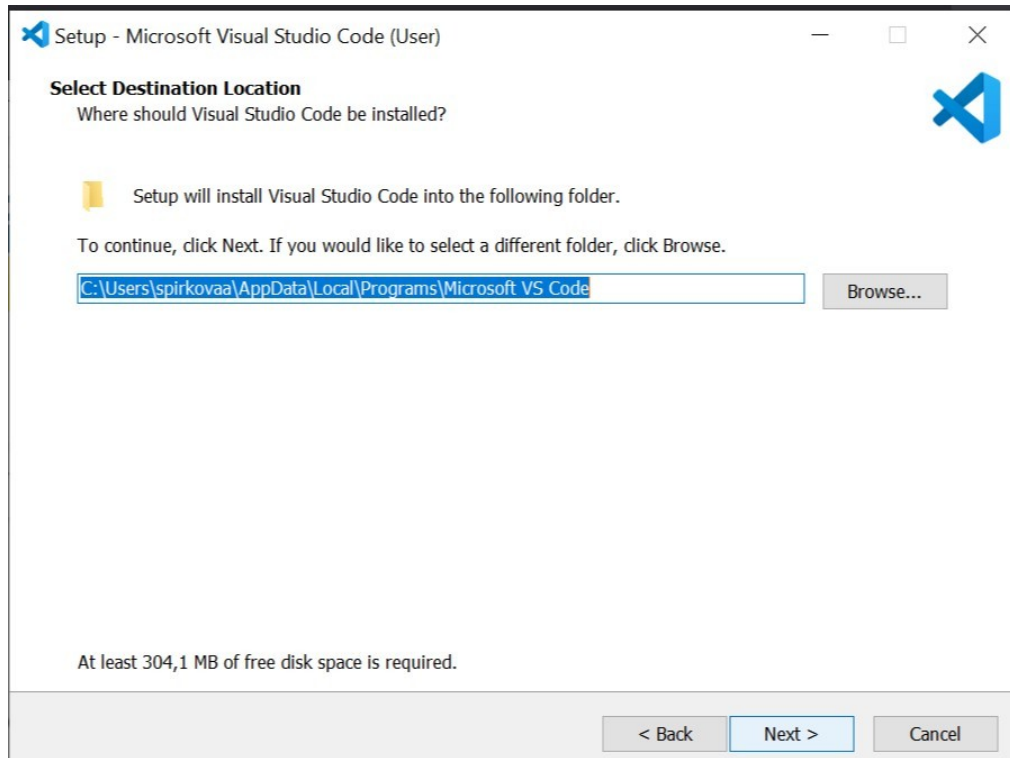 Setup - Microsoft Visual Studio Code (User)
Select Destination Location
Where should Visual Studio Code be installed?
Setup will install Visual Studio Code into the following folder.
To continue, click Next. If you would like to select a different folder, click Browse.
C:\Users\spirkovaa\AppData\Local\Programs\Microsoft VS Code
Browse...
At least 304,1 MB of free disk space is required.
< Back
Next >
Cancel